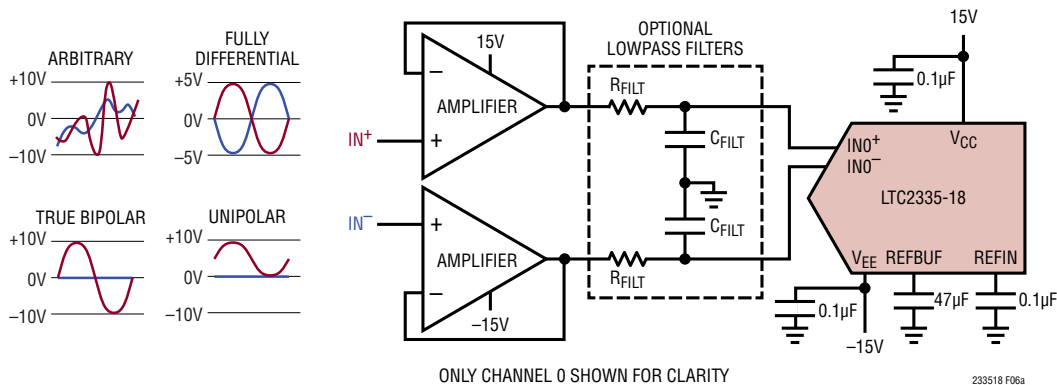 ARBITRARY
+10V
0V
–10V
FULLY
DIFFERENTIAL
+5V
0V
–5V
TRUE BIPOLAR
+10V
0V
–10V
UNIPOLAR
+10V
0V
–10V
15V
–
AMPLIFIER
IN+
+
IN–
+
AMPLIFIER
–
–15V
OPTIONAL
LOWPASS FILTERS
RFILT
CFILT
CFILT
RFILT
15V
0.1µF
IN0+
IN0–
VCC
LTC2335-18
VEE
REFBUF
REFIN
0.1µF
47µF
0.1µF
–15V
ONLY CHANNEL 0 SHOWN FOR CLARITY
233518 F06a